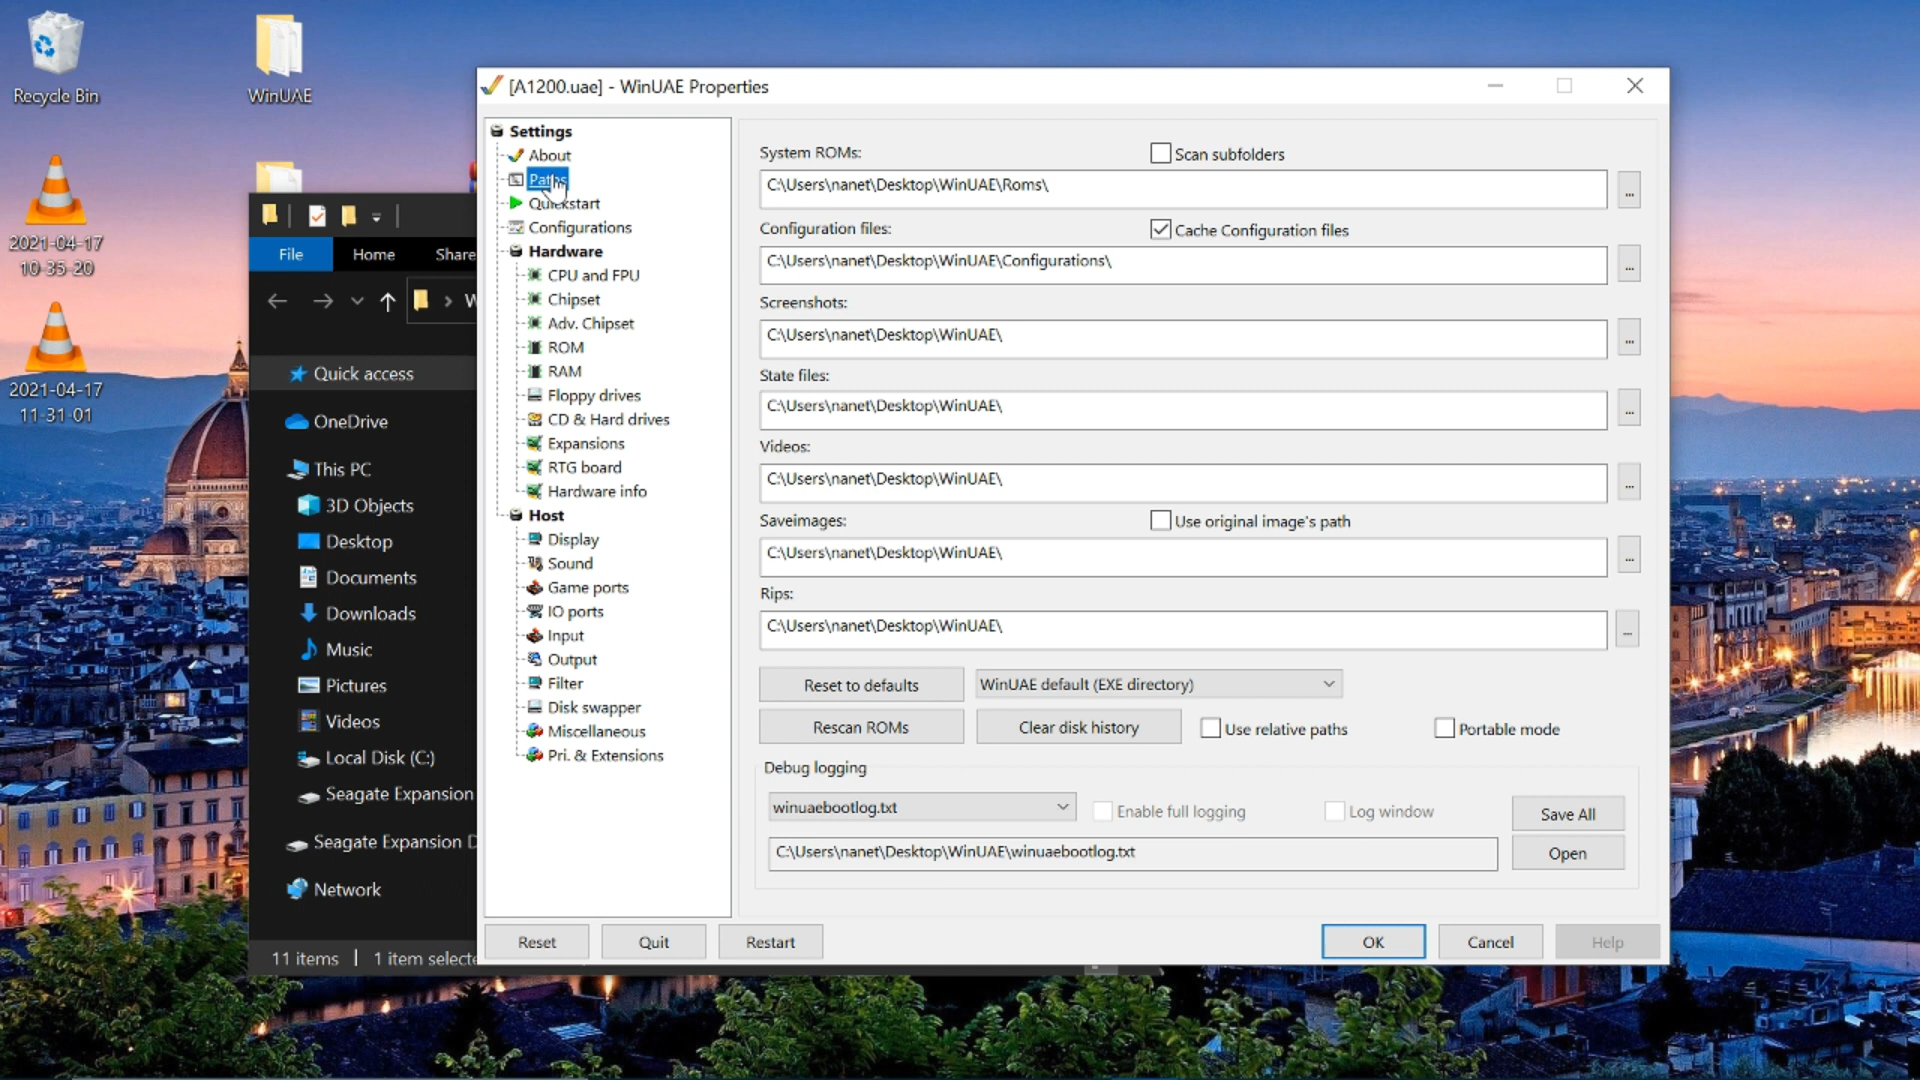 Recycle Bin
WinUAE
2021-04-17
10-35-20
2021-04-17
11-31-01
File
Home
Share
W
Quick access
OneDrive
This PC
3D Objects
Desktop
Documents
Downloads
Music
Pictures
Videos
Local Disk (C:)
Seagate Expansion
Seagate Expansion D
Network
11 items
1 item selecte
[A1200.uae] - WinUAE Properties
Settings
About
Paths
Quickstart
Configurations
Hardware
CPU and FPU
Chipset
Adv. Chipset
ROM
RAM
Floppy drives
CD & Hard drives
Expansions
RTG board
Hardware info
Host
Display
Sound
Game ports
IO ports
Input
Output
Filter
Disk swapper
Miscellaneous
Pri. & Extensions
System ROMs:
Scan subfolders
C:\Users\nanet\Desktop\WinUAE\Roms\
...
Configuration files:
Cache Configuration files
C:\Users\nanet\Desktop\WinUAE\Configurations\
...
Screenshots:
C:\Users\nanet\Desktop\WinUAE\
...
State files:
C:\Users\nanet\Desktop\WinUAE\
...
Videos:
C:\Users\nanet\Desktop\WinUAE\
...
Saveimages:
Use original image's path
C:\Users\nanet\Desktop\WinUAE\
...
Rips:
C:\Users\nanet\Desktop\WinUAE\
...
Reset to defaults
WinUAE default (EXE directory)
Rescan ROMs
Clear disk history
Use relative paths
Portable mode
Debug logging
winuaebootlog.txt
Enable full logging
Log window
Save All
C:\Users\nanet\Desktop\WinUAE\winuaebootlog.txt
Open
Reset
Quit
Restart
OK
Cancel
Help